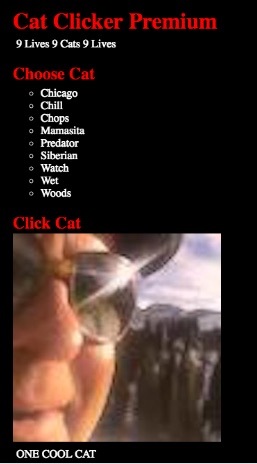 Cat Clicker Premium
9 Lives 9 Cats 9 Lives
Choose Cat
Chicago
Chill
Chops
Mamasita
Predator
Siberian
Watch
Wet
Woods
Click Cat
ONE COOL CAT